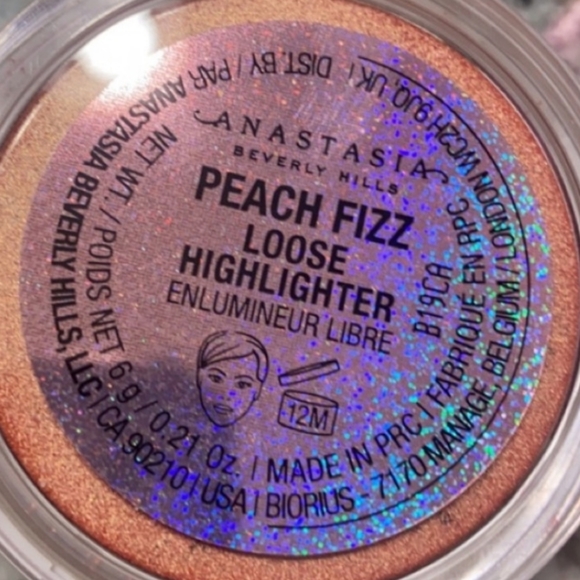 ANASTASIA
BEVERLY HILLS
PEACH FIZZ
LOOSE
HIGHLIGHTER
ENLUMINEUR LIBRE
12M
B19CA
NET WT. / POIDS NET 6 g / 0.21 Oz. | MADE IN PRC | FABRIQUÉ EN RPC
DIST. BY / PAR ANASTASIA BEVERLY HILLS, LLC | CA 90210 | USA | BIORIUS - 7170 MANAGE, BELGIUM / LONDON WC2H 9JQ, UK |